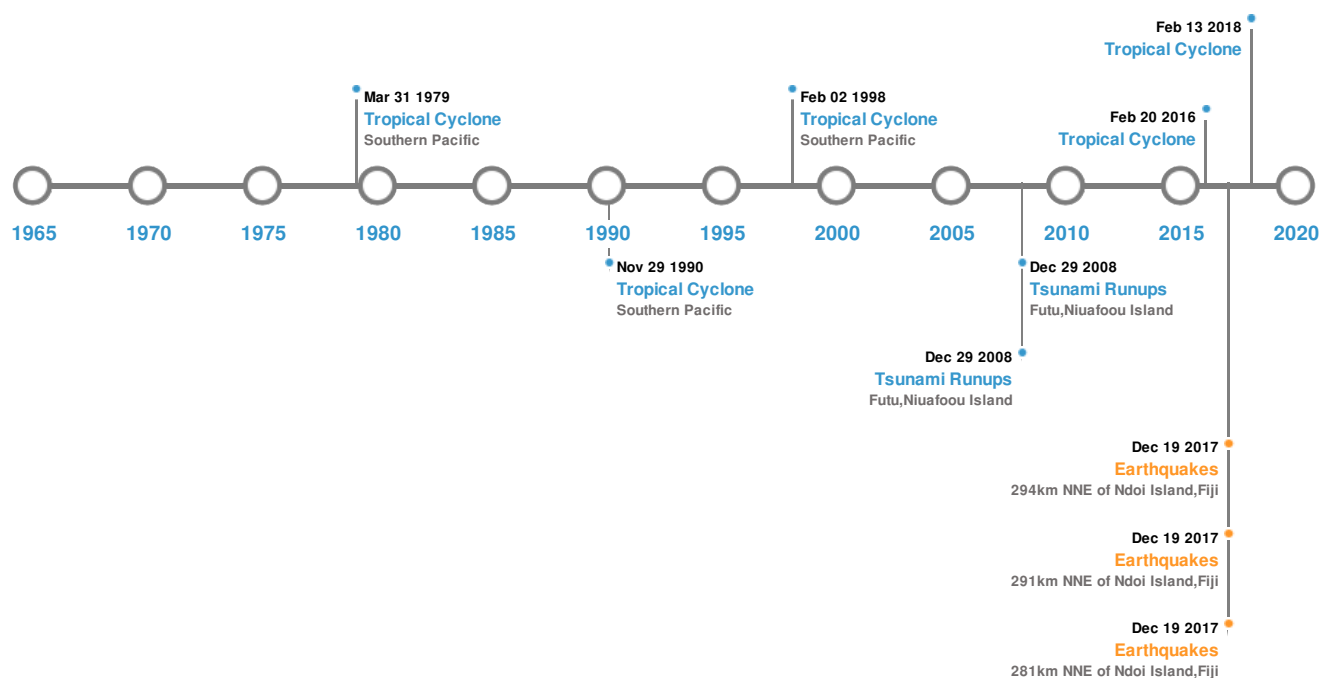 Feb 13 2018
Tropical Cyclone
Mar 31 1979
Tropical Cyclone
Southern Pacific
Feb 02 1998
Tropical Cyclone
Southern Pacific
Feb 20 2016
Tropical Cyclone
1965 1970 1975 1980 1985 1990 1995 2000 2005 2010 2015 2020
Nov 29 1990
Tropical Cyclone
Southern Pacific
Dec 29 2008
Tsunami Runups
Futu,Niuafoou Island
Dec 29 2008
Tsunami Runups
Futu,Niuafoou Island
Dec 19 2017
Earthquakes
294km NNE of Ndoi Island,Fiji
Dec 19 2017
Earthquakes
291km NNE of Ndoi Island,Fiji
Dec 19 2017
Earthquakes
281km NNE of Ndoi Island,Fiji